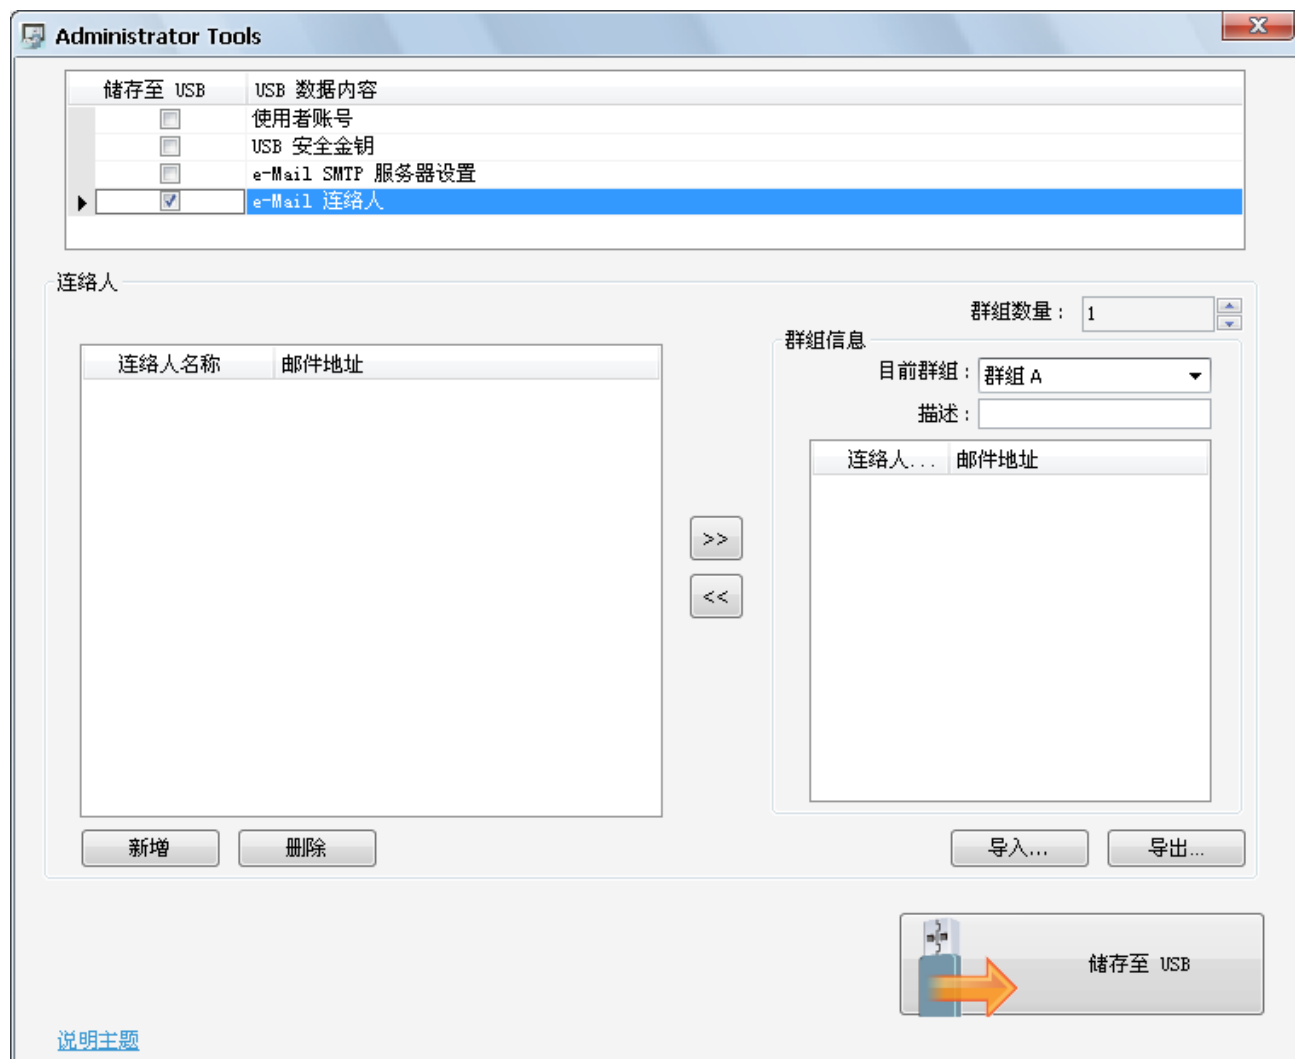 Administrator Tools
储存至 USB USB 数据内容
使用者账号
USB 安全金钥
e-Mail SMTP 服务器设置
e-Mail 连络人
连络人
群组数量： 1
群组信息
连络人名称 邮件地址
目前群组： 群组 A
描述：
连络人... 邮件地址
>>
<<
新增 删除 导入... 导出...
储存至 USB
说明主题